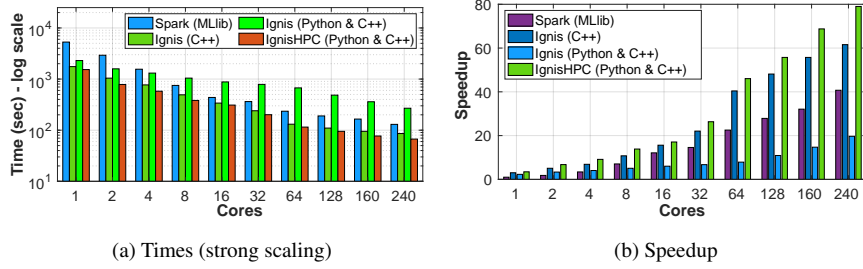 Spark (MLlib)
Ignis (C++)
Ignis (Python & C++)
IgnisHPC (Python & C++)
Time (sec) - log scale
10^4
10^3
10^2
10^1
1 2 4 8 16 32 64 128 160 240
Cores
(a) Times (strong scaling)
Spark (MLlib)
Ignis (C++)
Ignis (Python & C++)
IgnisHPC (Python & C++)
Speedup
80
60
40
20
0
1 2 4 8 16 32 64 128 160 240
Cores
(b) Speedup